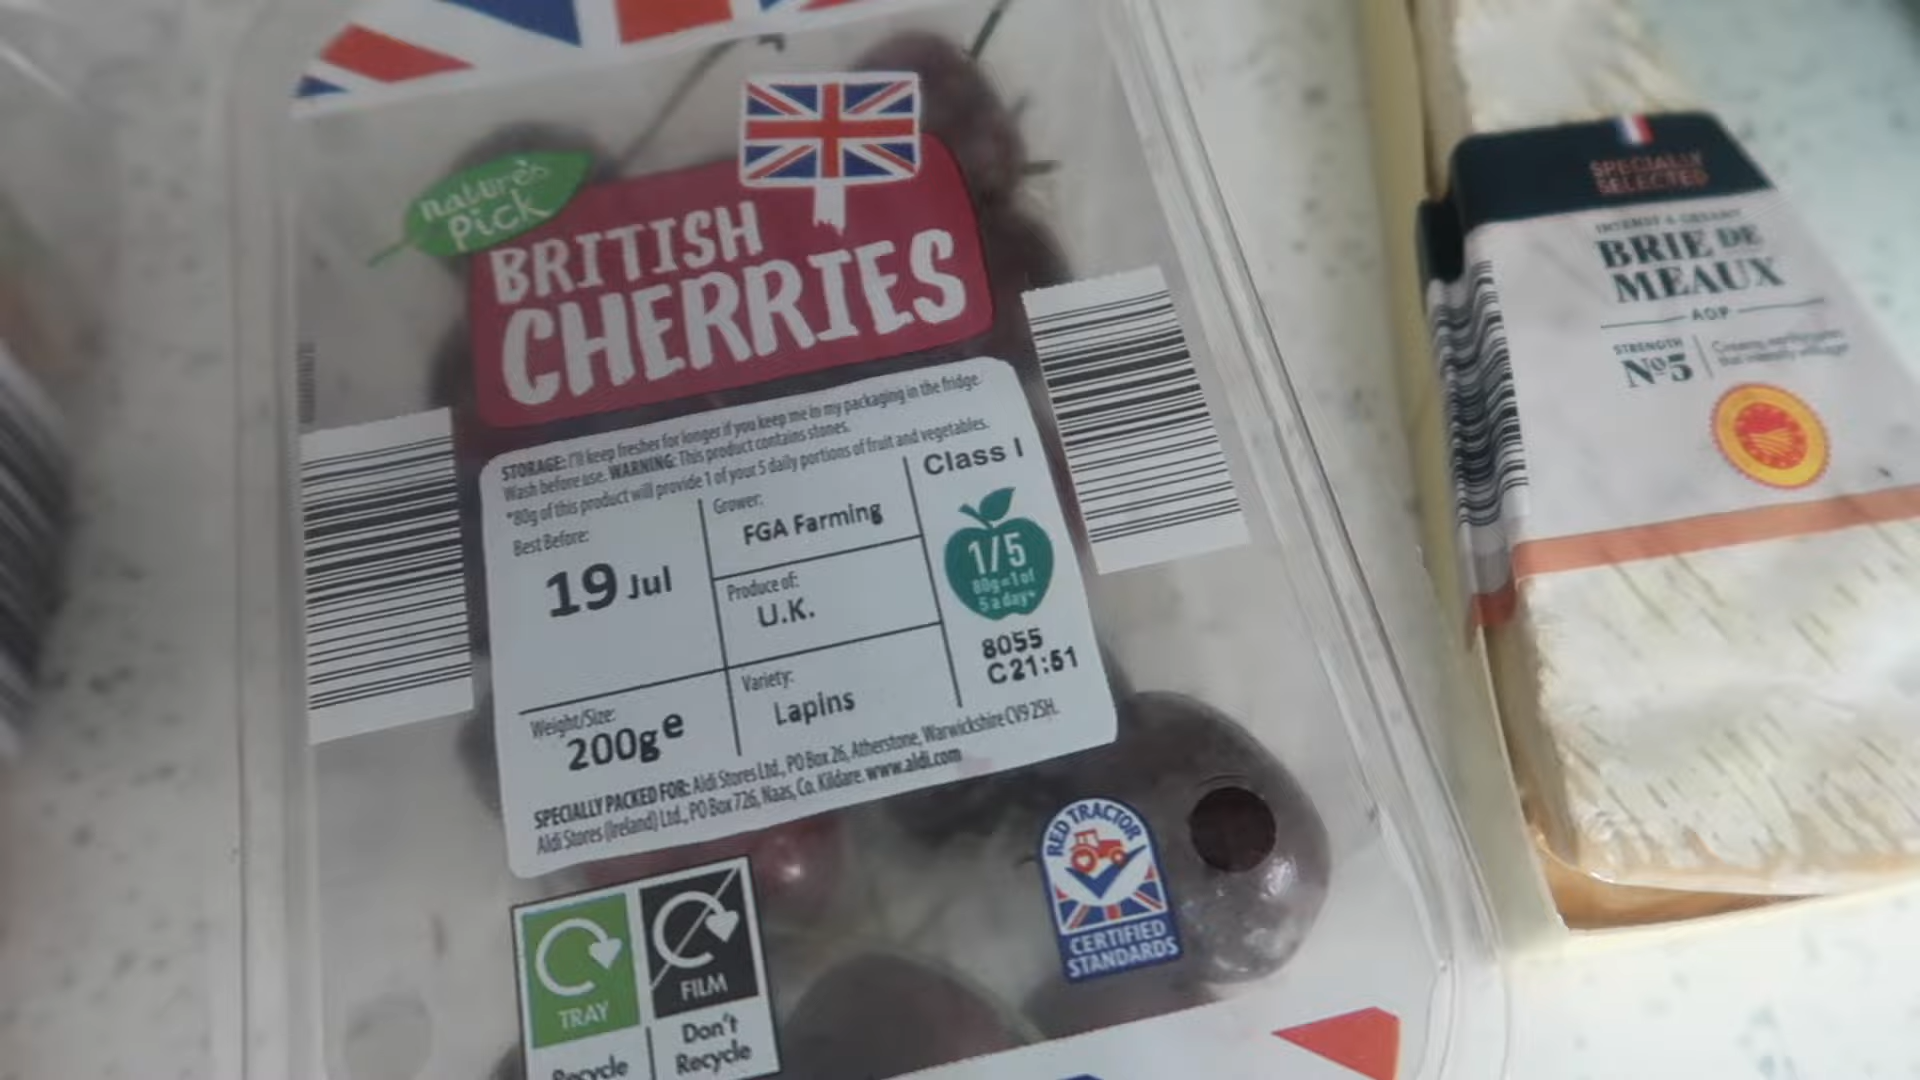 nature's
Pick
BRITISH
CHERRIES
STORAGE: I'll keep fresher for longer if you keep me in my packaging in the fridge.
Wash before use. WARNING: This product contains stones.
*80g of this product will provide 1 of your 5 daily portions of fruit and vegetables.
Best Before:
19 Jul
Grower:
FGA Farming
Produce of:
U.K.
Class I
1/5
80g=1 of
5 a day*
8055
C21:51
Weight/Size:
200g e
Variety:
Lapins
SPECIALLY PACKED FOR: Aldi Stores Ltd., PO Box 26, Atherstone, Warwickshire CV9 2SH.
Aldi Stores (Ireland) Ltd., PO Box 726, Naas, Co. Kildare. www.aldi.com
RED TRACTOR
CERTIFIED
STANDARDS
TRAY
Recycle
FILM
Don't
Recycle
SPECIALLY
SELECTED
BRIE DE
MEAUX
AOP
STRENGTH
Nº5